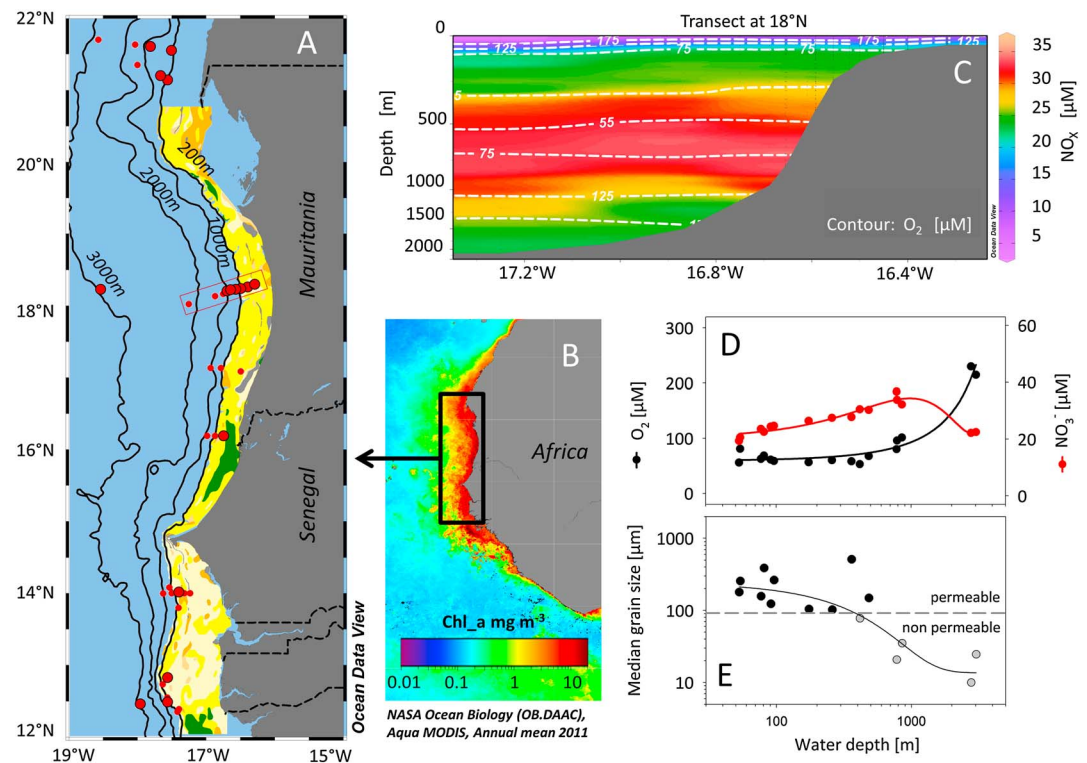 22°N
20°N
18°N
16°N
14°N
12°N
19°W
17°W
15°W
A
200m
2000m
1000m
3000m
Mauritania
Senegal
Ocean Data View
B
Africa
Chl_a mg m⁻³
0.01
0.1
1
10
NASA Ocean Biology (OB.DAAC),
Aqua MODIS, Annual mean 2011
Transect at 18°N
C
175
175
125
125
75
75
55
75
125
Depth [m]
0
500
1000
1500
2000
17.2°W
16.8°W
16.4°W
Contour: O₂ [µM]
Ocean Data View
35
30
25
20
15
10
5
NOₓ [µM]
D
300
200
100
0
O₂ [µM]
60
40
20
0
NO₃⁻ [µM]
E
1000
100
10
Median grain size [µm]
permeable
non permeable
100
1000
Water depth [m]